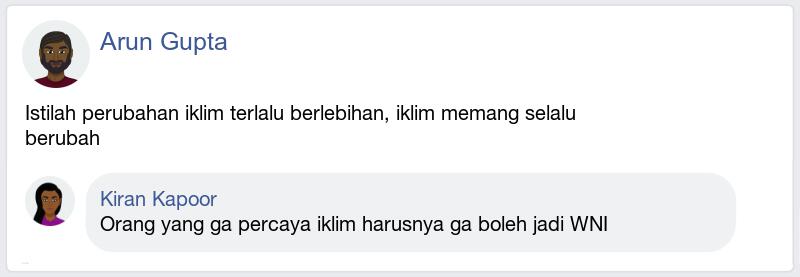 Arun Gupta
Istilah perubahan iklim terlalu berlebihan, iklim memang selalu
berubah
Kiran Kapoor
Orang yang ga percaya iklim harusnya ga boleh jadi WNI